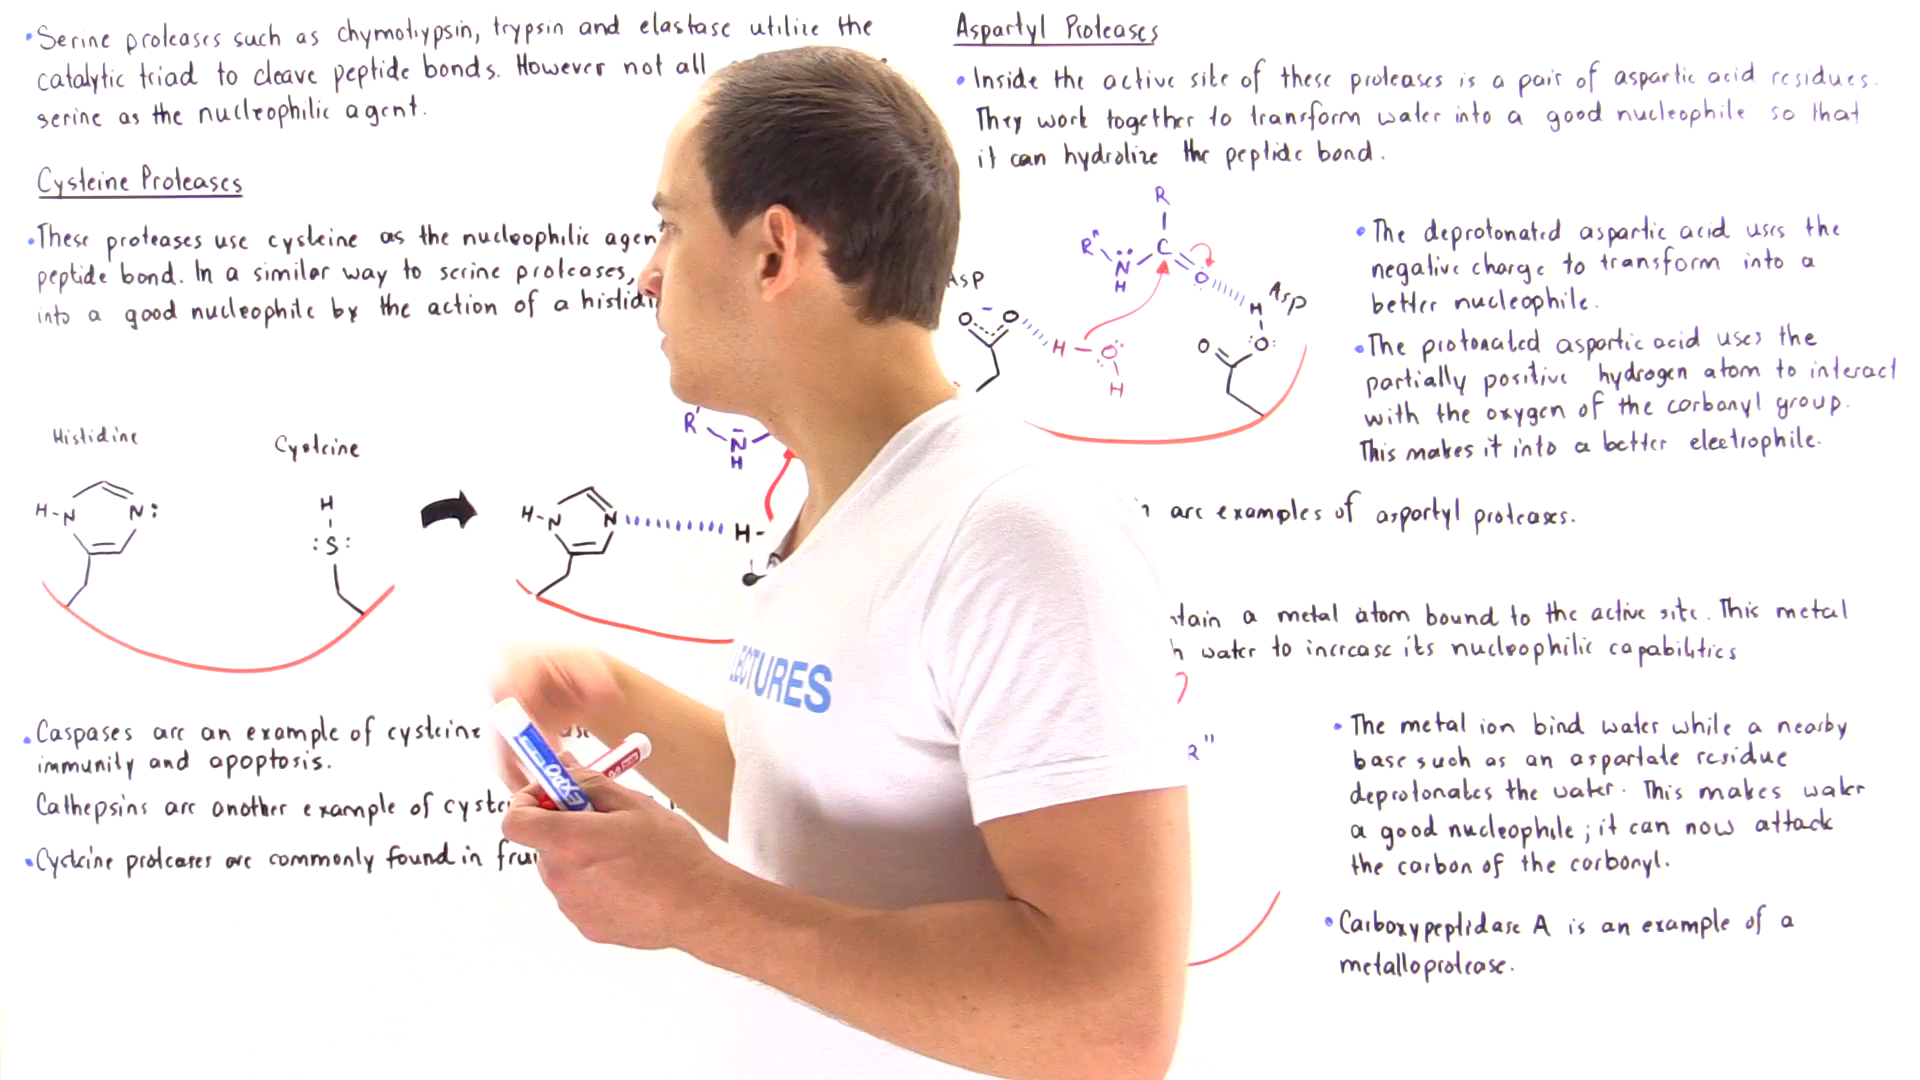 • Serine proteases such as chymotrypsin, trypsin and elastase utilize the
catalytic triad to cleave peptide bonds. However not all
serine as the nucleophilic agent.
Cysteine Proteases
• These proteases use cysteine as the nucleophilic agen
peptide bond. In a similar way to serine proteases,
into a good nucleophile by the action of a histidi
Histidine
Cysteine
H-N
N:
H
:S:
H-N
N
H-
R'
N
H
• Caspases are an example of cysteine
immunity and apoptosis.
Cathepsins are another example of cyste
• Cysteine proteases are commonly found in frui
LECTURES
EXPO
Aspartyl Proteases
• Inside the active site of these proteases is a pair of aspartic acid residues.
They work together to transform water into a good nucleophile so that
it can hydrolize the peptide bond.
R
R"
N
H
C
O
H
Asp
Asp
O
O
H-O
H
O
O:
• The deprotonated aspartic acid uses the
negative charge to transform into a
better nucleophile.
• The protonated aspartic acid uses the
partially positive hydrogen atom to interact
with the oxygen of the carbonyl group.
This makes it into a better electrophile.
are examples of aspartyl proteases.
tain a metal atom bound to the active site. This metal
h water to increase its nucleophilic capabilities
R"
• The metal ion bind water while a nearby
base such as an aspartate residue
deprotonates the water. This makes water
a good nucleophile; it can now attack
the carbon of the carbonyl.
• Carboxypeptidase A is an example of a
metalloprotease.